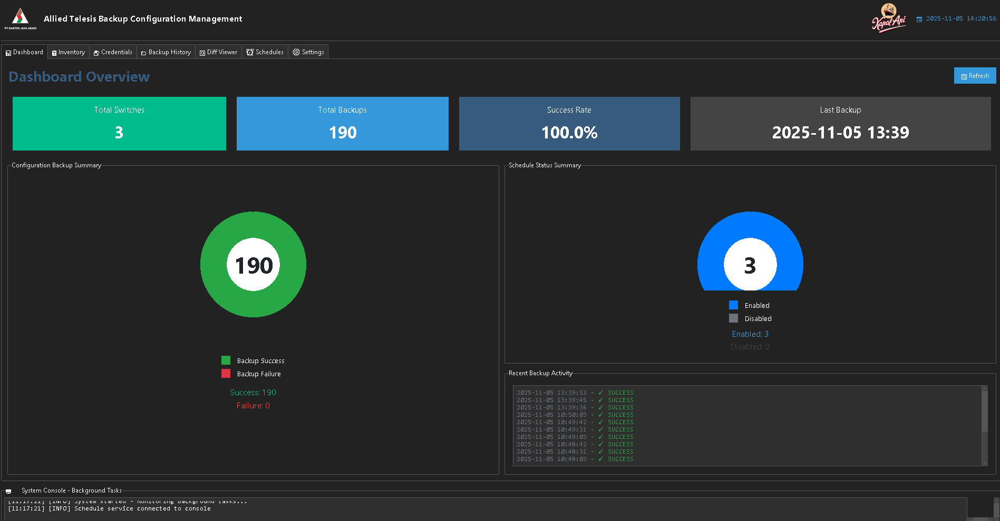 PT SANTOS JAYA ABADI
Allied Telesis Backup Configuration Management
Kapal Api
2025-11-05 14:20:56
Dashboard
Inventory
Credentials
Backup History
Diff Viewer
Schedules
Settings
Dashboard Overview
Refresh
Total Switches
3
Total Backups
190
Success Rate
100.0%
Last Backup
2025-11-05 13:39
Configuration Backup Summary
190
Backup Success
Backup Failure
Success: 190
Failure: 0
Schedule Status Summary
3
Enabled
Disabled
Enabled: 3
Disabled: 0
Recent Backup Activity
2025-11-05 13:39:53 - ✓ SUCCESS
2025-11-05 13:39:45 - ✓ SUCCESS
2025-11-05 13:39:36 - ✓ SUCCESS
2025-11-05 10:50:03 - ✓ SUCCESS
2025-11-05 10:49:42 - ✓ SUCCESS
2025-11-05 10:49:31 - ✓ SUCCESS
2025-11-05 10:49:03 - ✓ SUCCESS
2025-11-05 10:48:42 - ✓ SUCCESS
2025-11-05 10:48:31 - ✓ SUCCESS
2025-11-05 10:48:03 - ✓ SUCCESS
System Console - Background Tasks
[11:17:21] [INFO] System started - Monitoring background tasks...
[11:17:21] [INFO] Schedule service connected to console